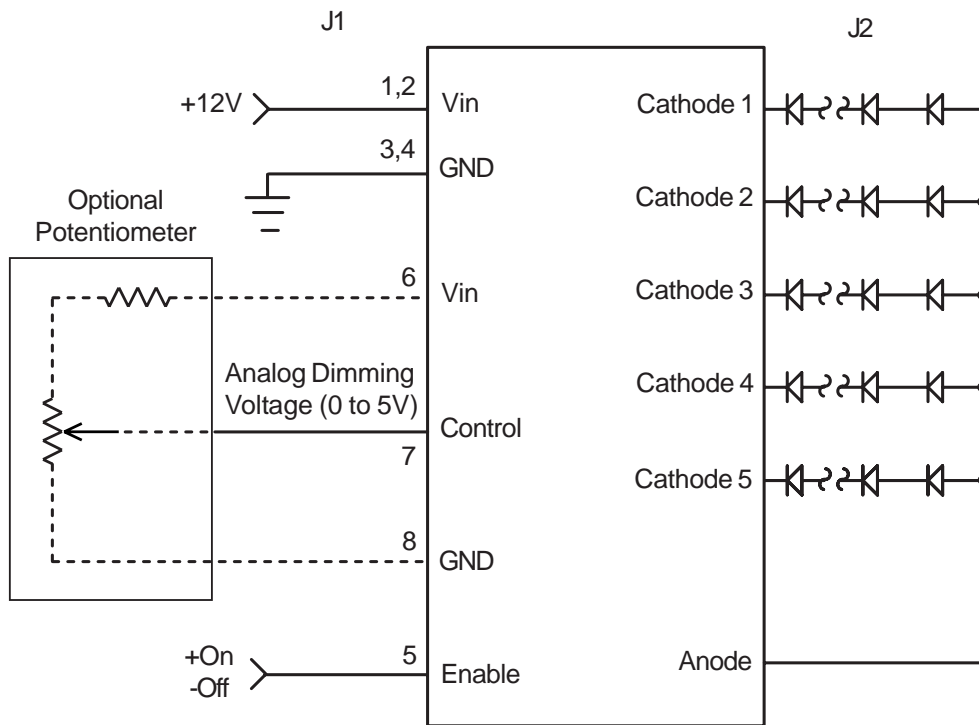 J1
J2
1,2
+12V
Vin
Cathode 1
3,4
GND
Optional
Potentiometer
Cathode 2
6
Vin
Cathode 3
Analog Dimming
Voltage (0 to 5V)
Control
7
Cathode 4
Cathode 5
8
GND
+On
-Off
5
Enable
Anode